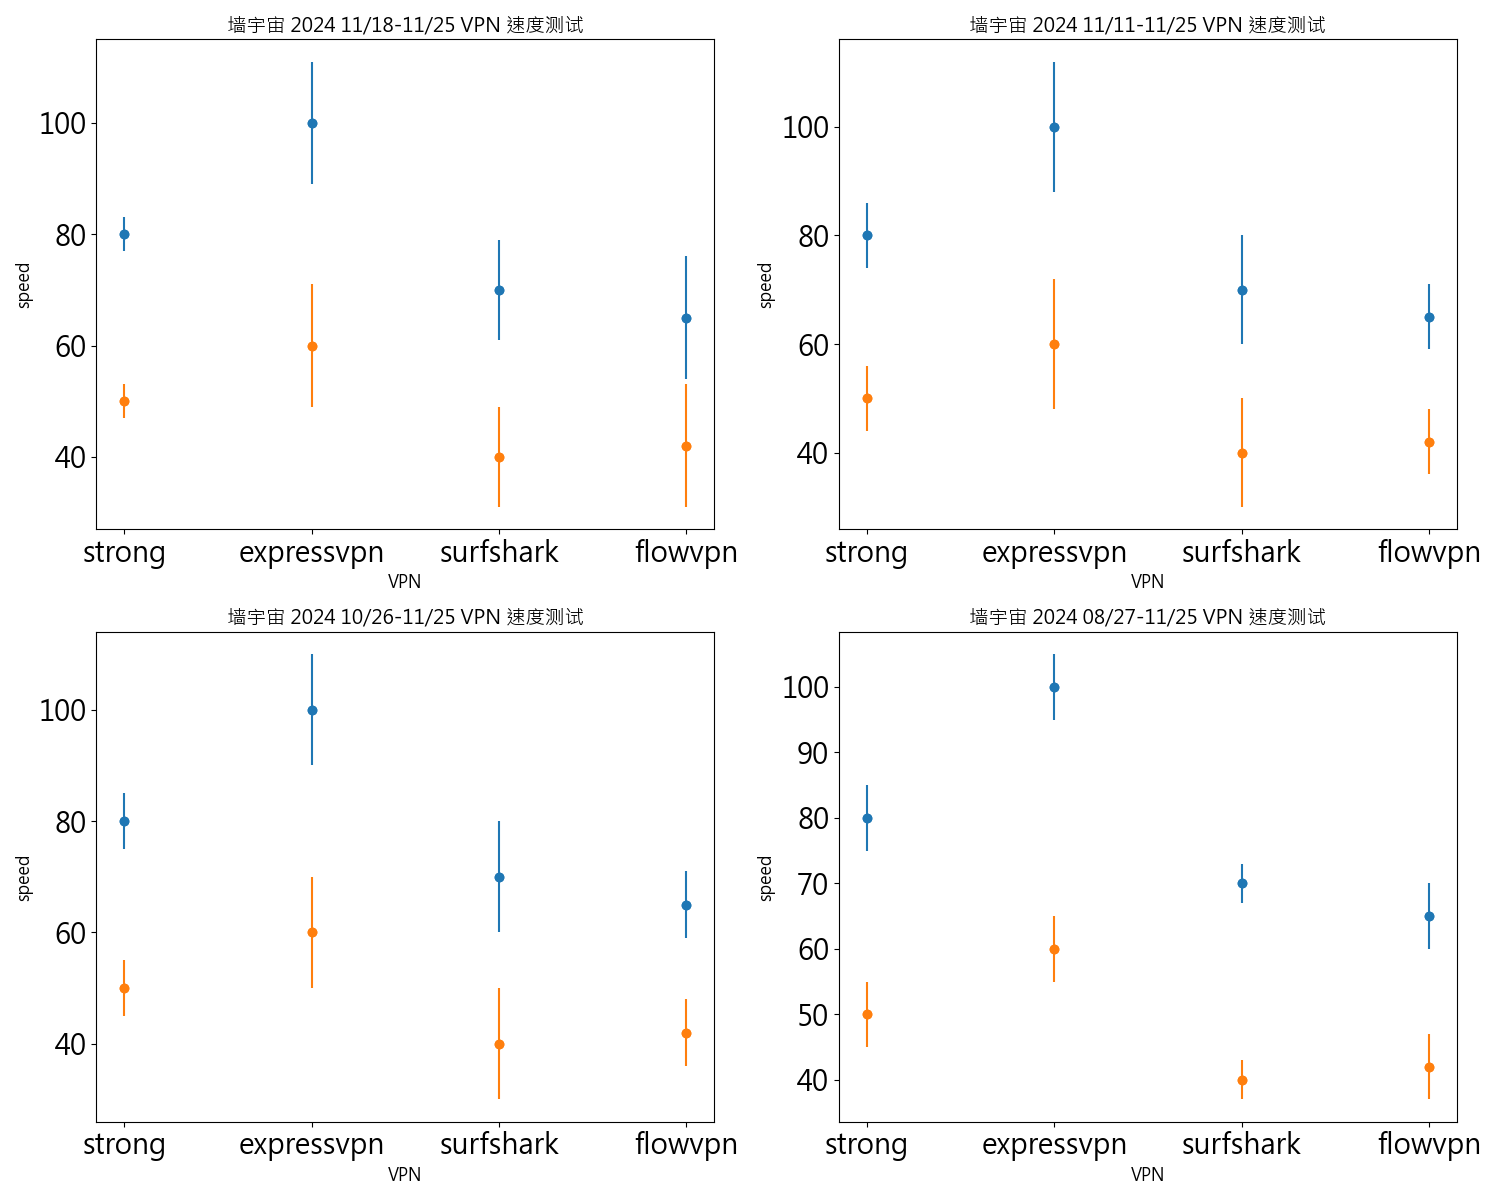 墙宇宙 2024 11/18-11/25 VPN 速度测试
100
80
60
40
speed
strong expressvpn surfshark flowvpn
VPN
墙宇宙 2024 11/11-11/25 VPN 速度测试
100
80
60
40
speed
strong expressvpn surfshark flowvpn
VPN
墙宇宙 2024 10/26-11/25 VPN 速度测试
100
80
60
40
speed
strong expressvpn surfshark flowvpn
VPN
墙宇宙 2024 08/27-11/25 VPN 速度测试
100
90
80
70
60
50
40
speed
strong expressvpn surfshark flowvpn
VPN